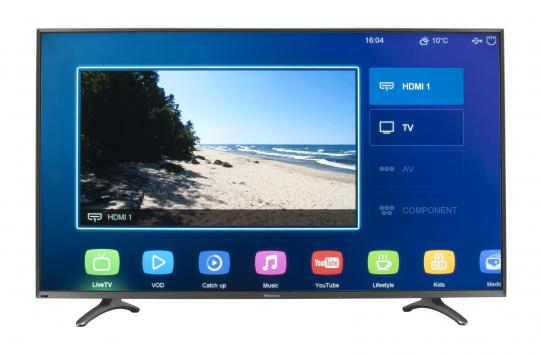 16:04
10°C
HDMI 1
TV
AV
COMPONENT
HDMI 1
LiveTV
VOD
Catch up
Music
YouTube
YouTube
Lifestyle
Kids
Media
Hisense